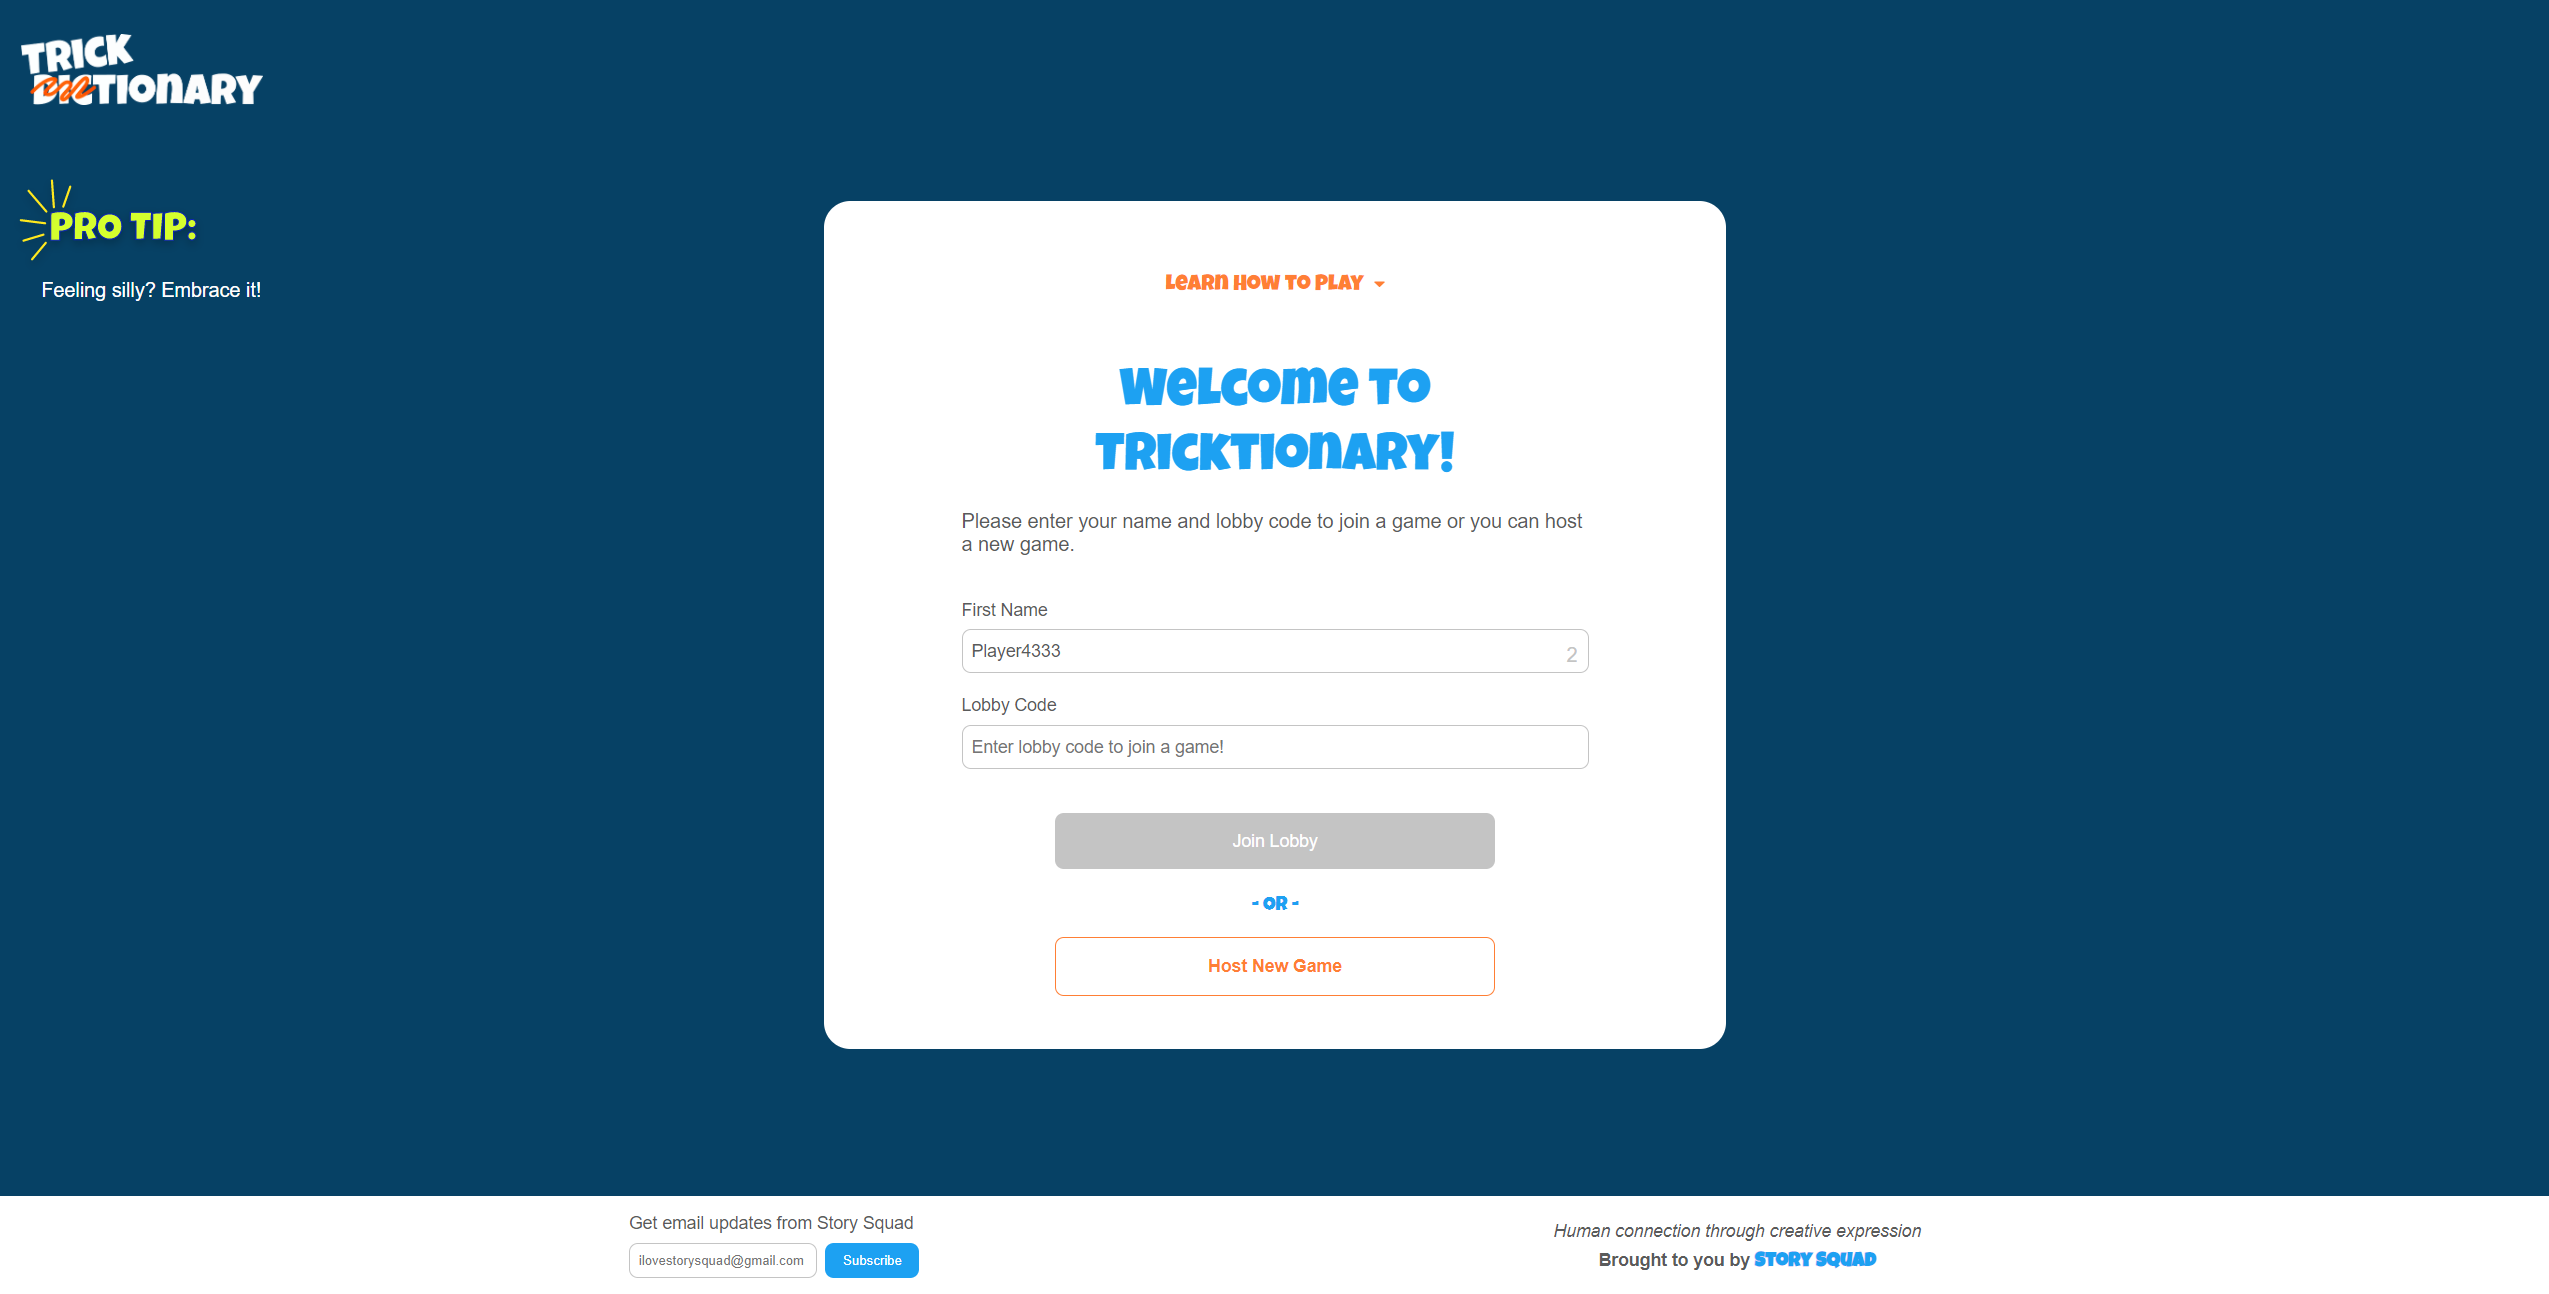 TRICK
DICTIONARY
PRO TIP:
Feeling silly? Embrace it!
Learn How to Play
Welcome to
Tricktionary!
Please enter your name and lobby code to join a game or you can host
a new game.
First Name
Player4333 2
Lobby Code
Enter lobby code to join a game!
Join Lobby
- OR -
Host New Game
Get email updates from Story Squad
ilovestorysquad@gmail.com Subscribe
Human connection through creative expression
Brought to you by STORY SQUAD